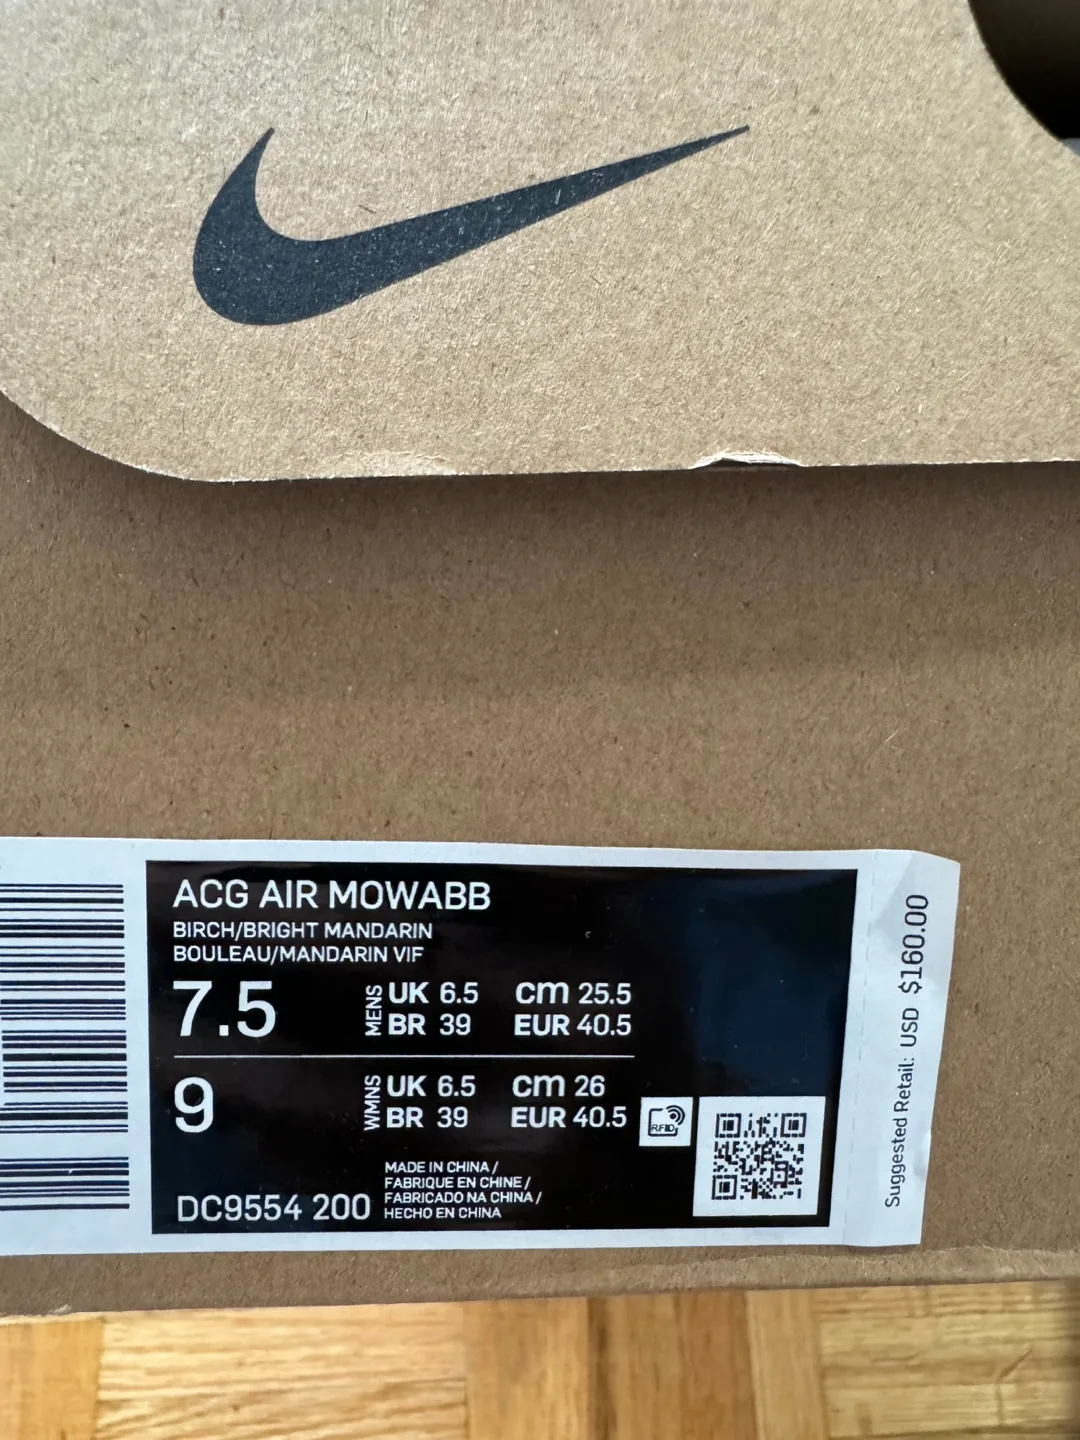 ACG AIR MOWABB
BIRCH/BRIGHT MANDARIN
BOULEAU/MANDARIN VIF
7.5
MENS
UK 6.5 cm 25.5
BR 39 EUR 40.5
9
WMNS
UK 6.5 cm 26
BR 39 EUR 40.5
RFID
DC9554 200
MADE IN CHINA /
FABRIQUE EN CHINE /
FABRICADO NA CHINA /
HECHO EN CHINA
Suggested Retail: USD $160.00